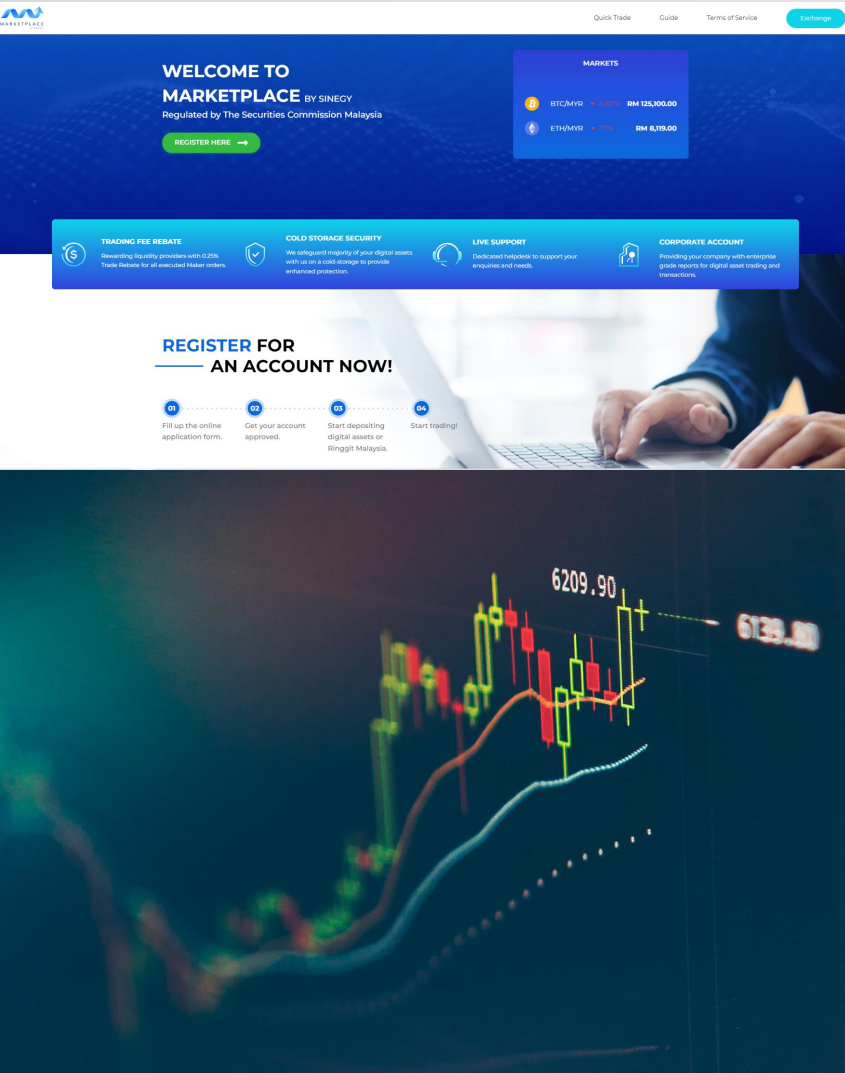 MARKETPLACE
Quick Trade
Guide
Terms of Service
Exchange
WELCOME TO
MARKETPLACE BY SINEGY
Regulated by The Securities Commission Malaysia
REGISTER HERE
MARKETS
BTC/MYR RM 125,100.00
ETH/MYR RM 8,119.00
TRADING FEE REBATE
Rewarding liquidity providers with 0.25%
Trade Rebate for all executed Maker orders.
COLD STORAGE SECURITY
We safeguard majority of your digital assets
with us on a cold-storage to provide
enhanced protection.
LIVE SUPPORT
Dedicated helpdesk to support your
enquiries and needs.
CORPORATE ACCOUNT
Providing your company with enterprise
grade reports for digital asset trading and
transactions.
REGISTER FOR
AN ACCOUNT NOW!
01
Fill up the online
application form.
02
Get your account
approved.
03
Start depositing
digital assets or
Ringgit Malaysia.
04
Start trading!
6209.90